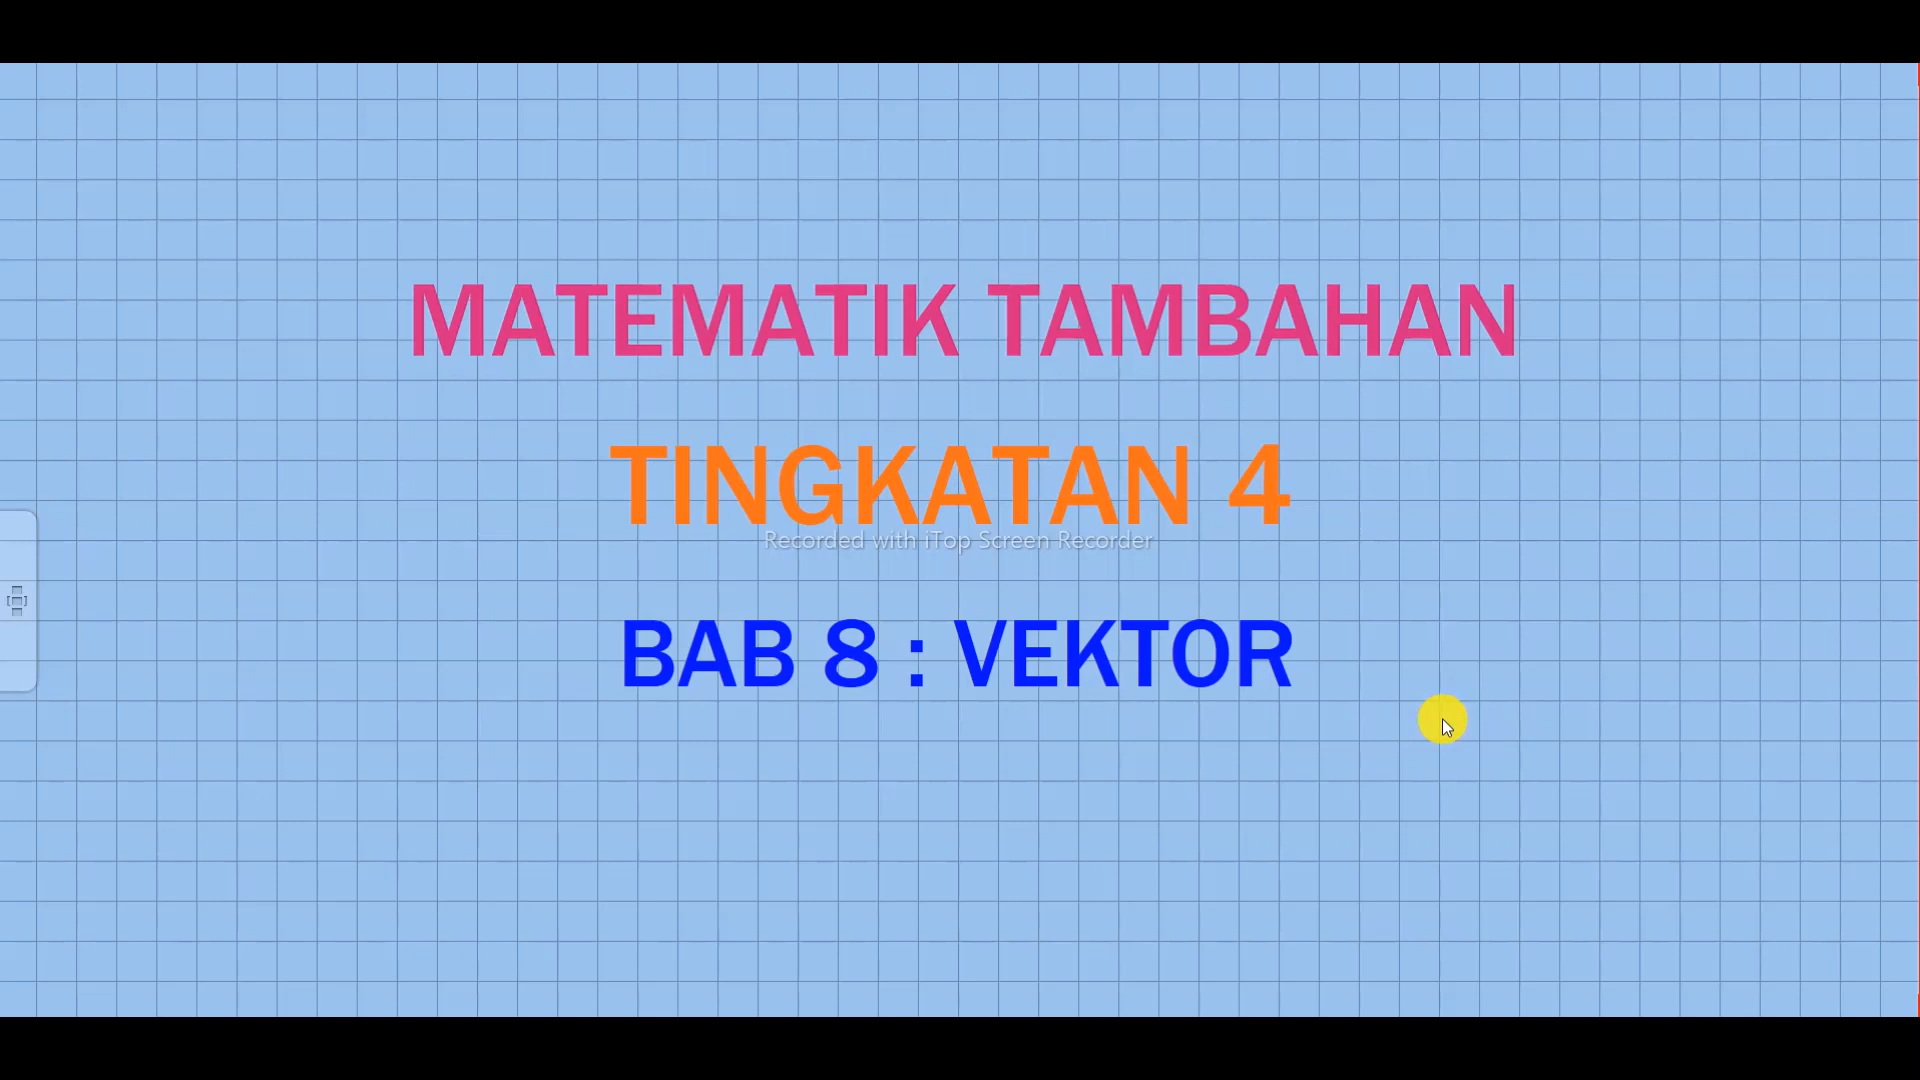 MATEMATIK TAMBAHAN
TINGKATAN 4
Recorded with iTop Screen Recorder
BAB 8 : VEKTOR